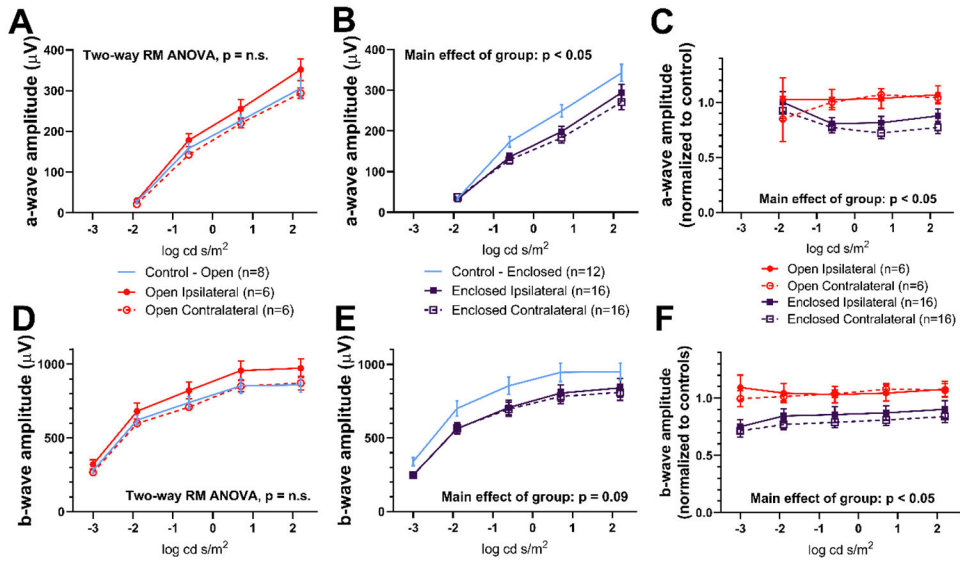 A
a-wave amplitude (μV)
Two-way RM ANOVA, p = n.s.
400
300
200
100
0
-3 -2 -1 0 1 2
log cd s/m²
Control - Open (n=8)
Open Ipsilateral (n=6)
Open Contralateral (n=6)
B
a-wave amplitude (μV)
Main effect of group: p < 0.05
400
300
200
100
0
-3 -2 -1 0 1 2
log cd s/m²
Control - Enclosed (n=12)
Enclosed Ipsilateral (n=16)
Enclosed Contralateral (n=16)
C
a-wave amplitude
(normalized to control)
1.0
0.5
0.0
Main effect of group: p < 0.05
-3 -2 -1 0 1 2
log cd s/m²
Open Ipsilateral (n=6)
Open Contralateral (n=6)
Enclosed Ipsilateral (n=16)
Enclosed Contralateral (n=16)
D
b-wave amplitude (μV)
1000
500
0
Two-way RM ANOVA, p = n.s.
-3 -2 -1 0 1 2
log cd s/m²
E
b-wave amplitude (μV)
1000
500
0
Main effect of group: p = 0.09
-3 -2 -1 0 1 2
log cd s/m²
F
b-wave amplitude
(normalized to controls)
1.0
0.5
0.0
Main effect of group: p < 0.05
-3 -2 -1 0 1 2
log cd s/m²